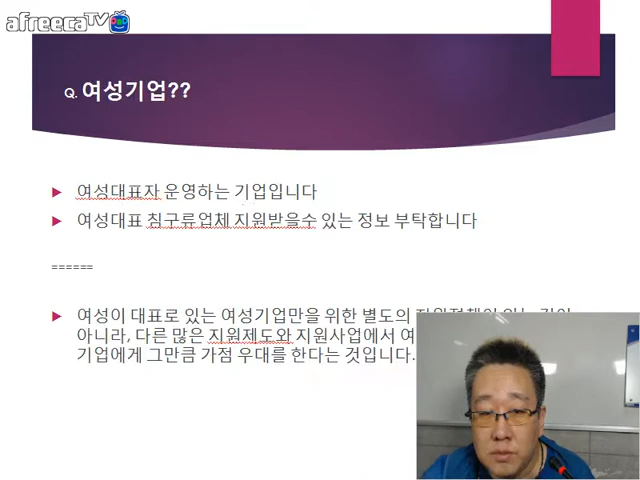 afreecaTV
Q. 여성기업??
▶ 여성대표자 운영하는 기업입니다
▶ 여성대표 침구류업체 지원받을수 있는 정보 부탁합니다
======
▶ 여성이 대표로 있는 여성기업만을 위한 별도의
아니라, 다른 많은 지원제도와 지원사업에서
기업에게 그만큼 가점 우대를 한다는 것입니다.